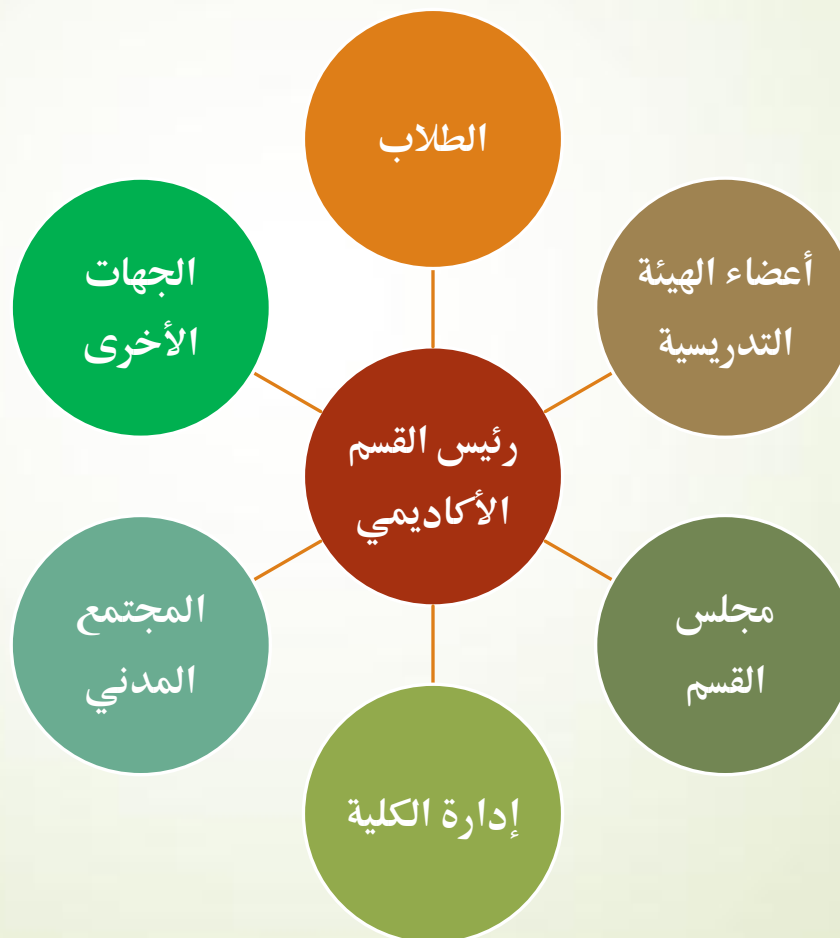 الطلاب
أعضاء الهيئة
التدريسية
مجلس
القسم
إدارة الكلية
المجتمع
المدني
الجهات
الأخرى
رئيس القسم
الأكاديمي